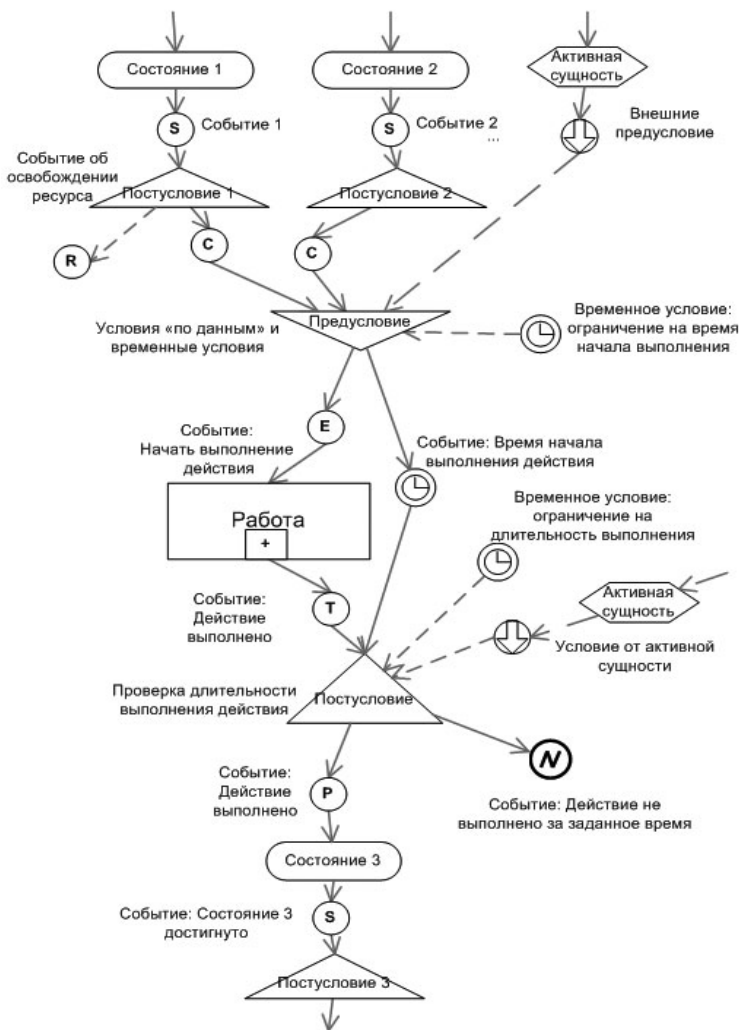 Состояние 1
Состояние 2
Активная
сущность
S
Событие 1
S
Событие 2
...
Внешние
предусловие
Событие об
освобождении
ресурса
Постусловие 1
Постусловие 2
R
C
C
Условия «по данным» и
временные условия
Предусловие
Временное условие:
ограничение на время
начала выполнения
Событие:
Начать выполнение
действия
E
Событие: Время начала
выполнения действия
Работа
+
Временное условие:
ограничение на
длительность выполнения
Событие:
Действие
выполнено
T
Активная
сущность
Условие от активной
сущности
Проверка длительности
выполнения действия
Постусловие
Событие:
Действие
выполнено
P
N
Событие: Действие не
выполнено за заданное время
Состояние 3
Событие: Состояние 3
достигнуто
S
Постусловие 3